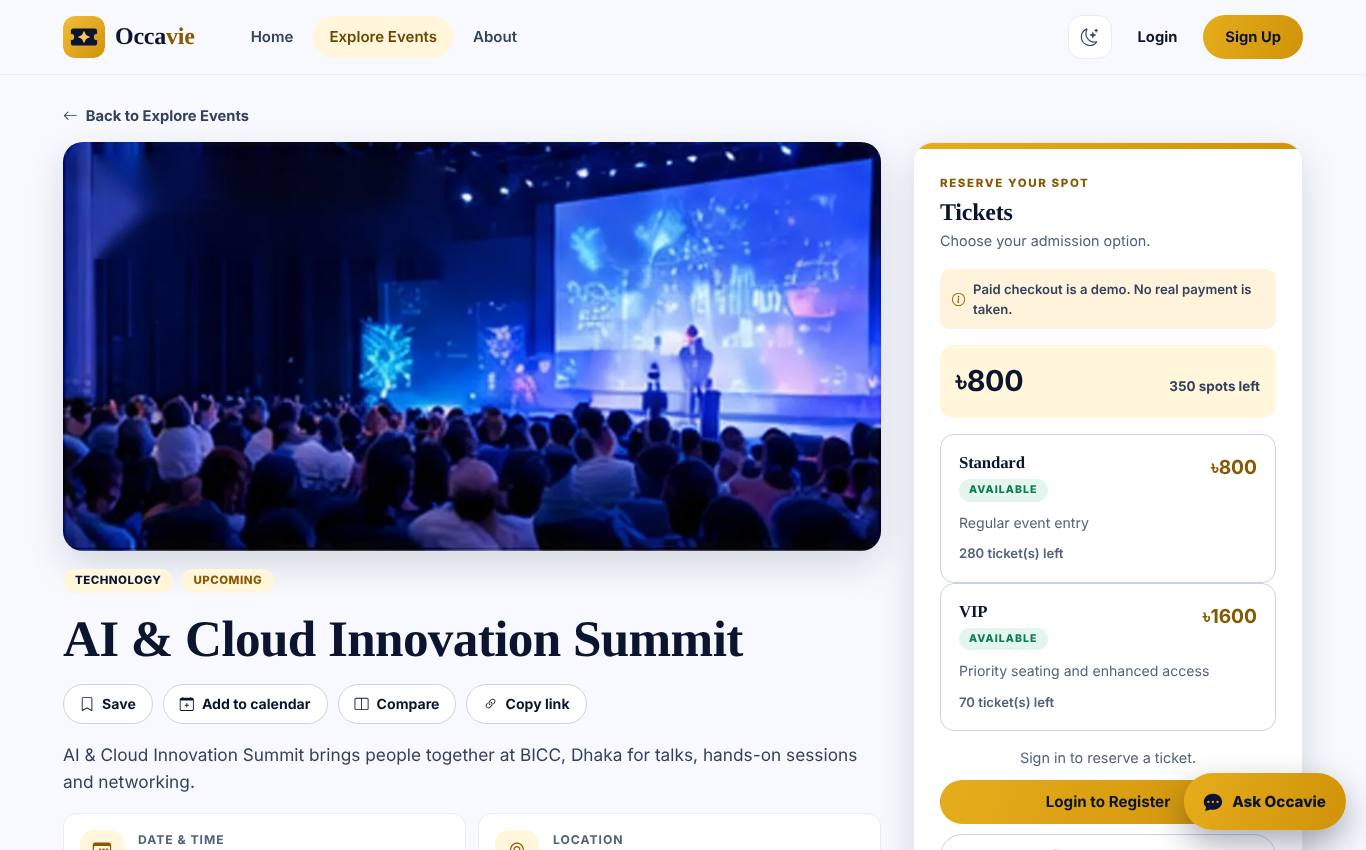 Occavie
Home
Explore Events
About
Login
Sign Up
Back to Explore Events
TECHNOLOGY
UPCOMING
AI & Cloud Innovation Summit
Save
Add to calendar
Compare
Copy link
AI & Cloud Innovation Summit brings people together at BICC, Dhaka for talks, hands-on sessions
and networking.
DATE & TIME
LOCATION
RESERVE YOUR SPOT
Tickets
Choose your admission option.
Paid checkout is a demo. No real payment is
taken.
৳800
350 spots left
Standard
৳800
AVAILABLE
Regular event entry
280 ticket(s) left
VIP
৳1600
AVAILABLE
Priority seating and enhanced access
70 ticket(s) left
Sign in to reserve a ticket.
Login to Register
Ask Occavie